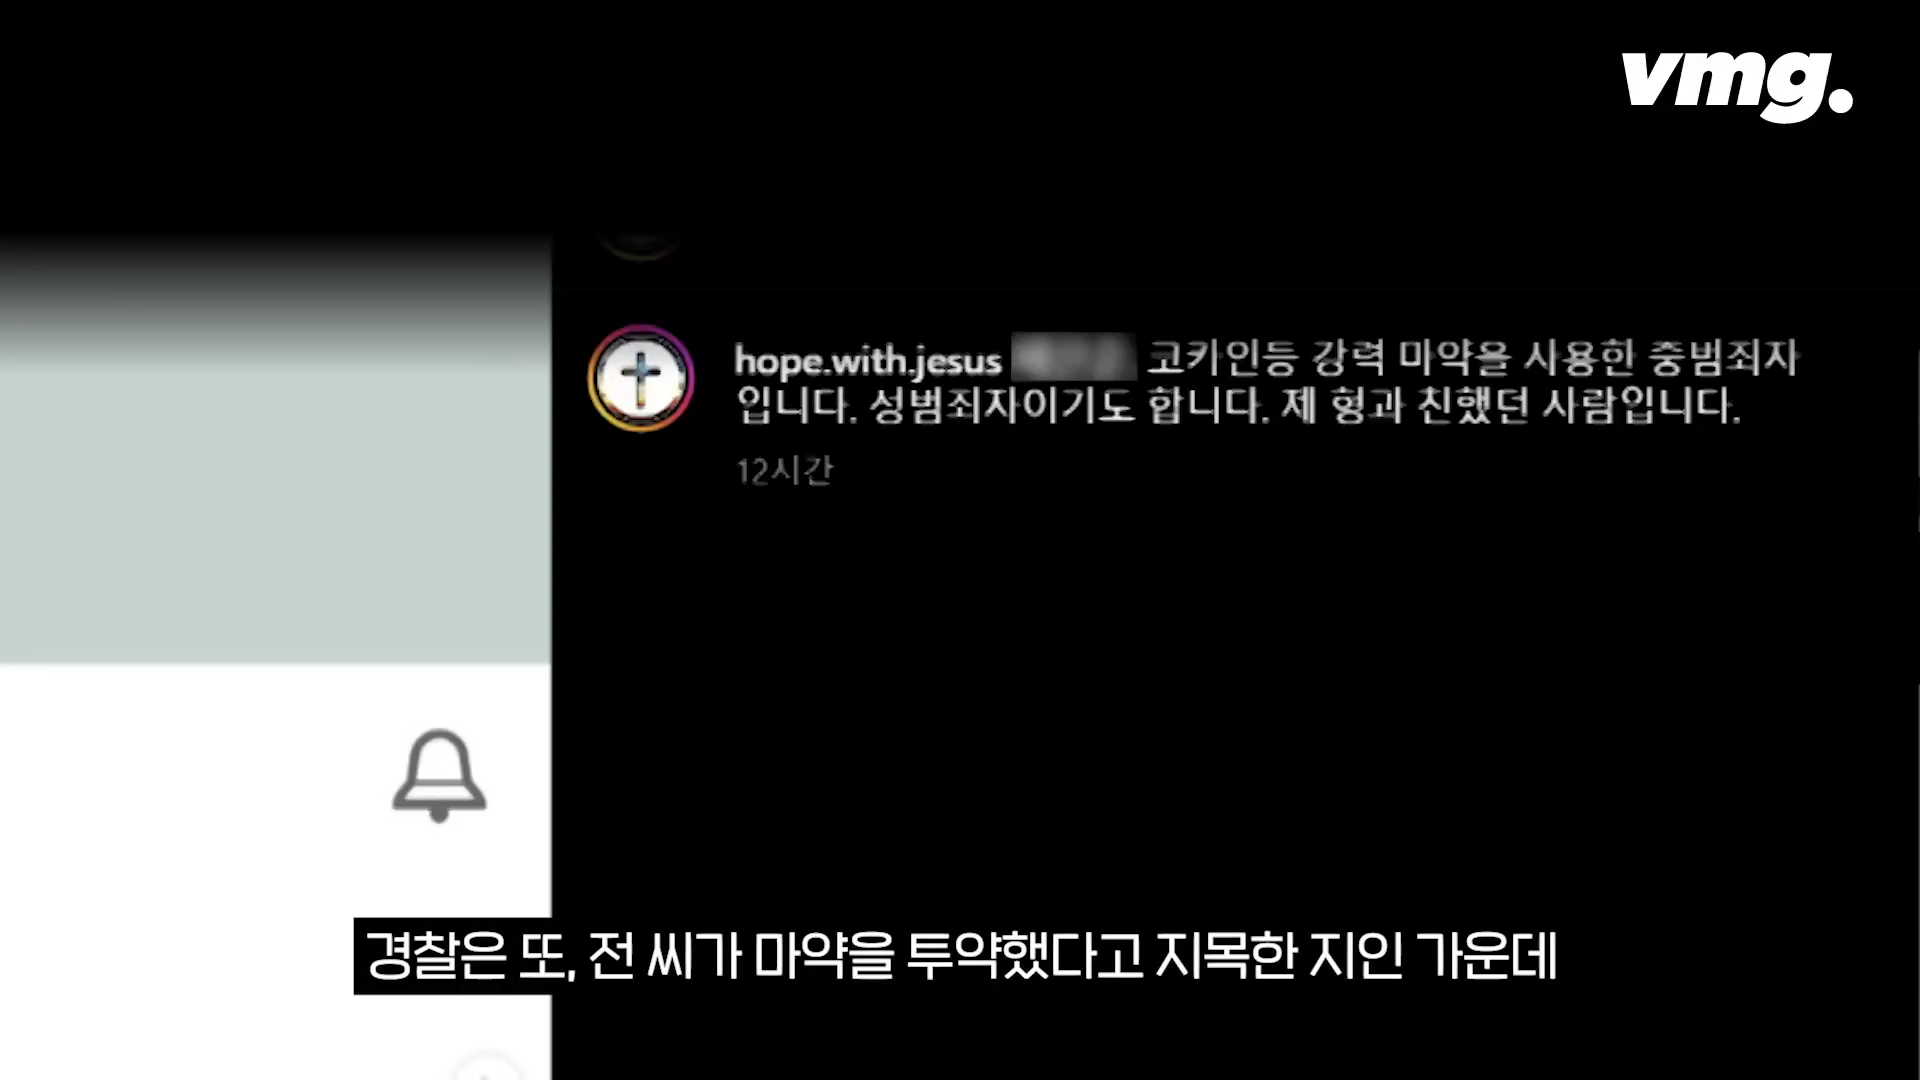 vmg.
hope.with.jesus 고카인등 강력 마약을 사용한 중범죄자
입니다. 성범죄자이기도 합니다. 제 형과 친했던 사람입니다.
12시간
경찰은 또, 전 씨가 마약을 투약했다고 지목한 지인 가운데